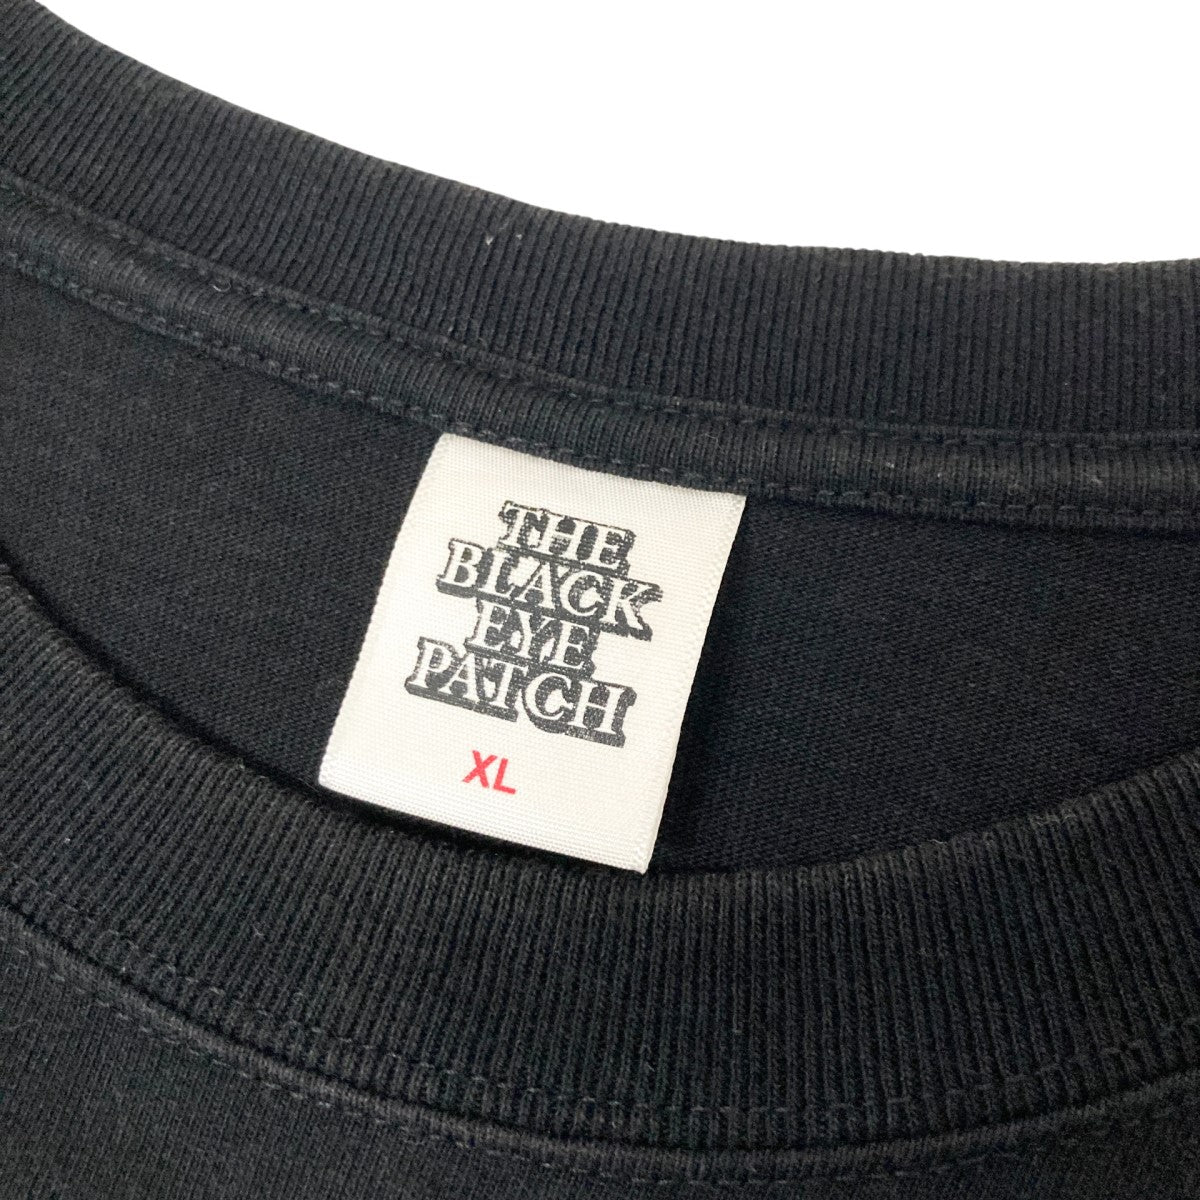 THE
BLACK
EYE
PATCH
XL